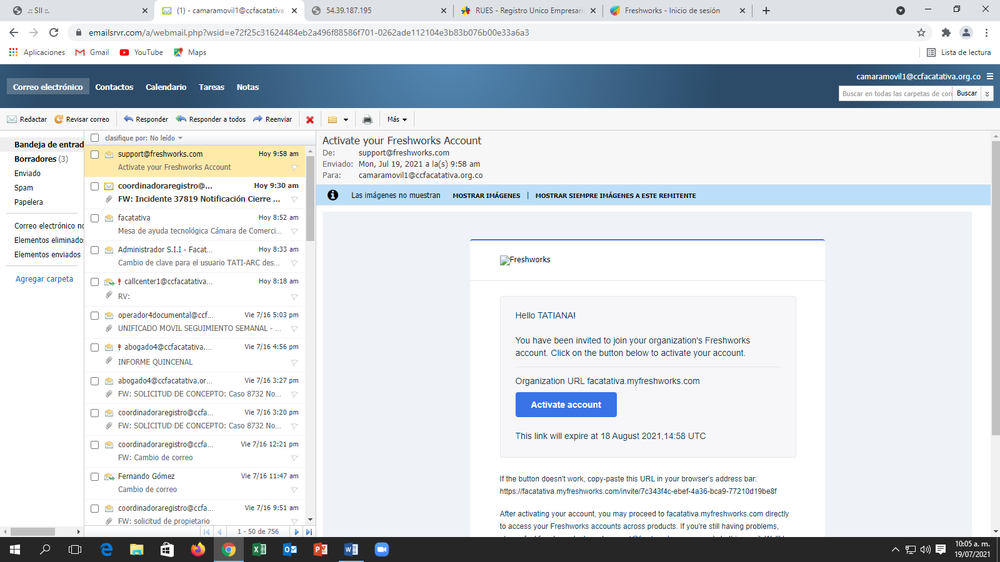 .:: SII ::.
(1) - camaramovil1@ccfacatativa.
54.39.187.195
RUES - Registro Unico Empresari
Freshworks - Inicio de sesión
emailsrvr.com/a/webmail.php?wsid=e72f25c31624484eb2a496f88586f701-0262ade112104e3b83b076b00e33a6a3
Aplicaciones
Gmail
YouTube
Maps
Lista de lectura
camaramovil1@ccfacatativa.org.co
Correo electrónico
Contactos
Calendario
Tareas
Notas
Buscar en todas las carpetas de cor
Buscar
Redactar
Revisar correo
Responder
Responder a todos
Reenviar
Más
Bandeja de entrad
Borradores (3)
Enviado
Spam
Papelera
Correo electrónico no
Elementos eliminados
Elementos enviados
Agregar carpeta
clasifique por: No leído
support@freshworks.com Hoy 9:58 am
Activate your Freshworks Account
coordinadoraregistro@... Hoy 9:30 am
FW: Incidente 37819 Notificación Cierre ...
facatativa Hoy 8:52 am
Mesa de ayuda tecnológica Cámara de Comerci...
Administrador S.I.I - Facat... Hoy 8:33 am
Cambio de clave para el usuario TATI-ARC des...
callcenter1@ccfacatativa... Hoy 8:18 am
RV:
operador4documental@ccf... Vie 7/16 5:03 pm
UNIFICADO MOVIL SEGUIMIENTO SEMANAL - ...
abogado4@ccfacatativa.... Vie 7/16 4:56 pm
INFORME QUINCENAL
abogado4@ccfacatativa.or... Vie 7/16 3:27 pm
FW: SOLICITUD DE CONCEPTO: Caso 8732 No...
coordinadoraregistro@ccfa... Vie 7/16 3:20 pm
FW: SOLICITUD DE CONCEPTO: Caso 8732 No...
coordinadoraregistro@ccfa... Vie 7/16 12:21 pm
FW: Cambio de correo
Fernando Gómez Vie 7/16 11:47 am
Cambio de correo
coordinadoraregistro@ccfa... Vie 7/16 9:51 am
FW: solicitud de propietario
1 - 50 de 756
Activate your Freshworks Account
De: support@freshworks.com
Enviado: Mon, Jul 19, 2021 a la(s) 9:58 am
Para: camaramovil1@ccfacatativa.org.co
Las imágenes no muestran MOSTRAR IMÁGENES | MOSTRAR SIEMPRE IMÁGENES A ESTE REMITENTE
Freshworks
Hello TATIANA!
You have been invited to join your organization's Freshworks
account. Click on the button below to activate your account.
Organization URL facatativa.myfreshworks.com
Activate account
This link will expire at 18 August 2021,14:58 UTC
If the button doesn't work, copy-paste this URL in your browser's address bar:
https://facatativa.myfreshworks.com/invite/7c343f4c-ebef-4a36-bca9-77210d19be8f
After activating your account, you may proceed to facatativa.myfreshworks.com directly
to access your Freshworks accounts across products. If you're still having problems,
10:05 a. m.
19/07/2021